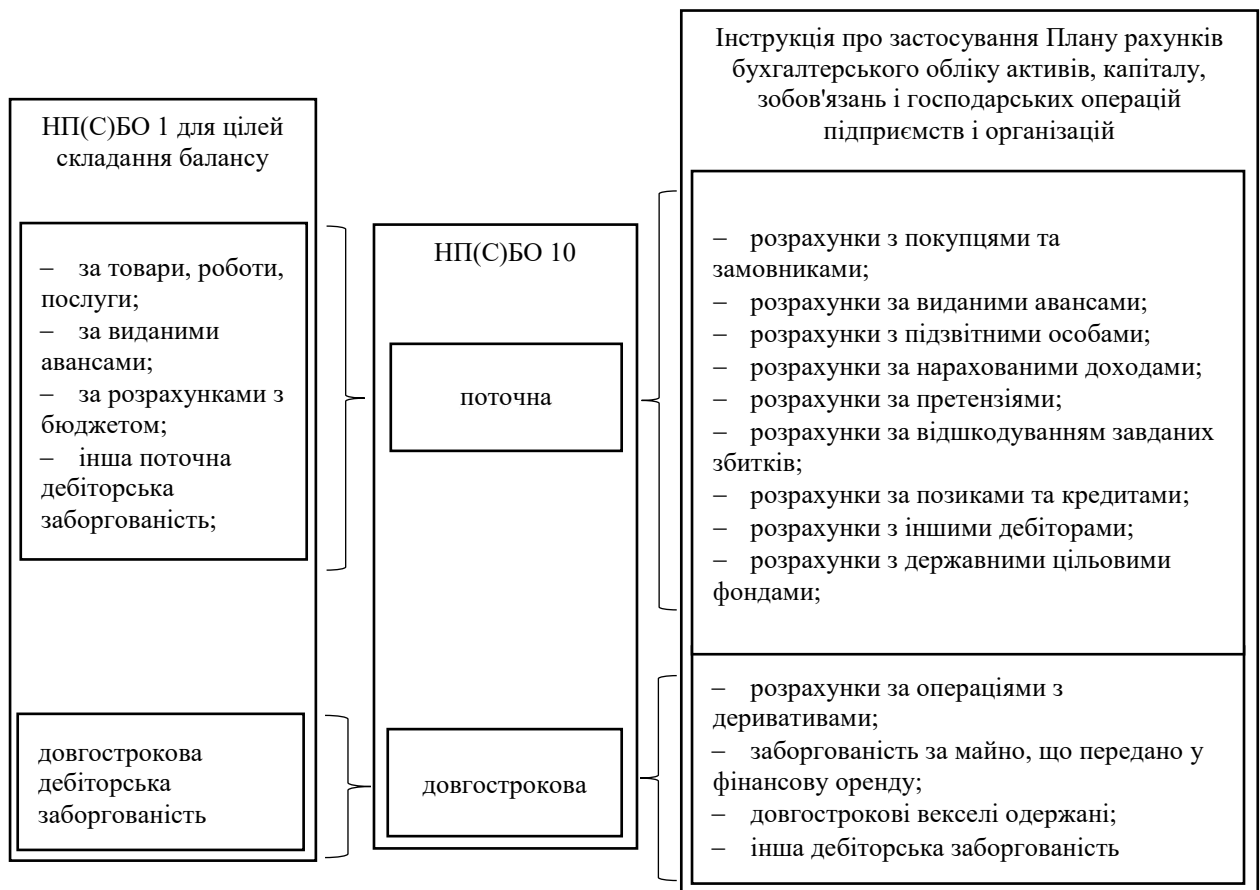 НП(С)БО 1 для цілей
складання балансу
– за товари, роботи,
послуги;
– за виданими
авансами;
– за розрахунками з
бюджетом;
– інша поточна
дебіторська
заборгованість;
довгострокова
дебіторська
заборгованість
НП(С)БО 10
поточна
довгострокова
Інструкція про застосування Плану рахунків
бухгалтерського обліку активів, капіталу,
зобов'язань і господарських операцій
підприємств і організацій
– розрахунки з покупцями та
замовниками;
– розрахунки за виданими авансами;
– розрахунки з підзвітними особами;
– розрахунки за нарахованими доходами;
– розрахунки за претензіями;
– розрахунки за відшкодуванням завданих
збитків;
– розрахунки за позиками та кредитами;
– розрахунки з іншими дебіторами;
– розрахунки з державними цільовими
фондами;
– розрахунки за операціями з
деривативами;
– заборгованість за майно, що передано у
фінансову оренду;
– довгострокові векселі одержані;
– інша дебіторська заборгованість